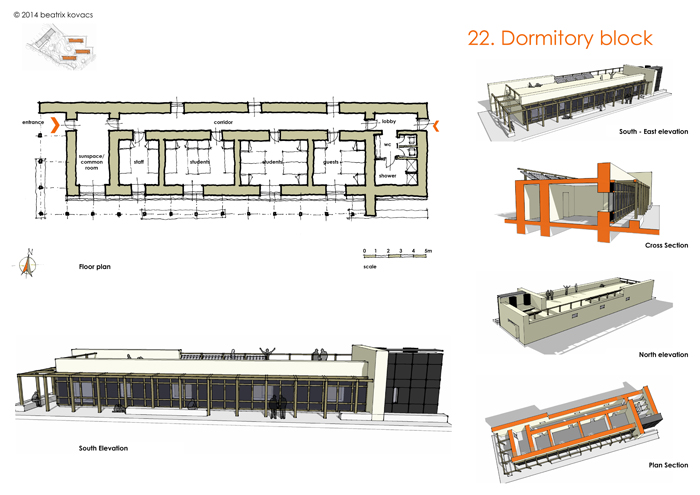 © 2014 beatrix kovacs
22. Dormitory block
entrance
corridor
lobby
wc
sunspace/
common
room
staff
students
students
guests
shower
South - East elevation
N
Floor plan
0 1 2 3 4 5m
scale
Cross Section
North elevation
South Elevation
Plan Section